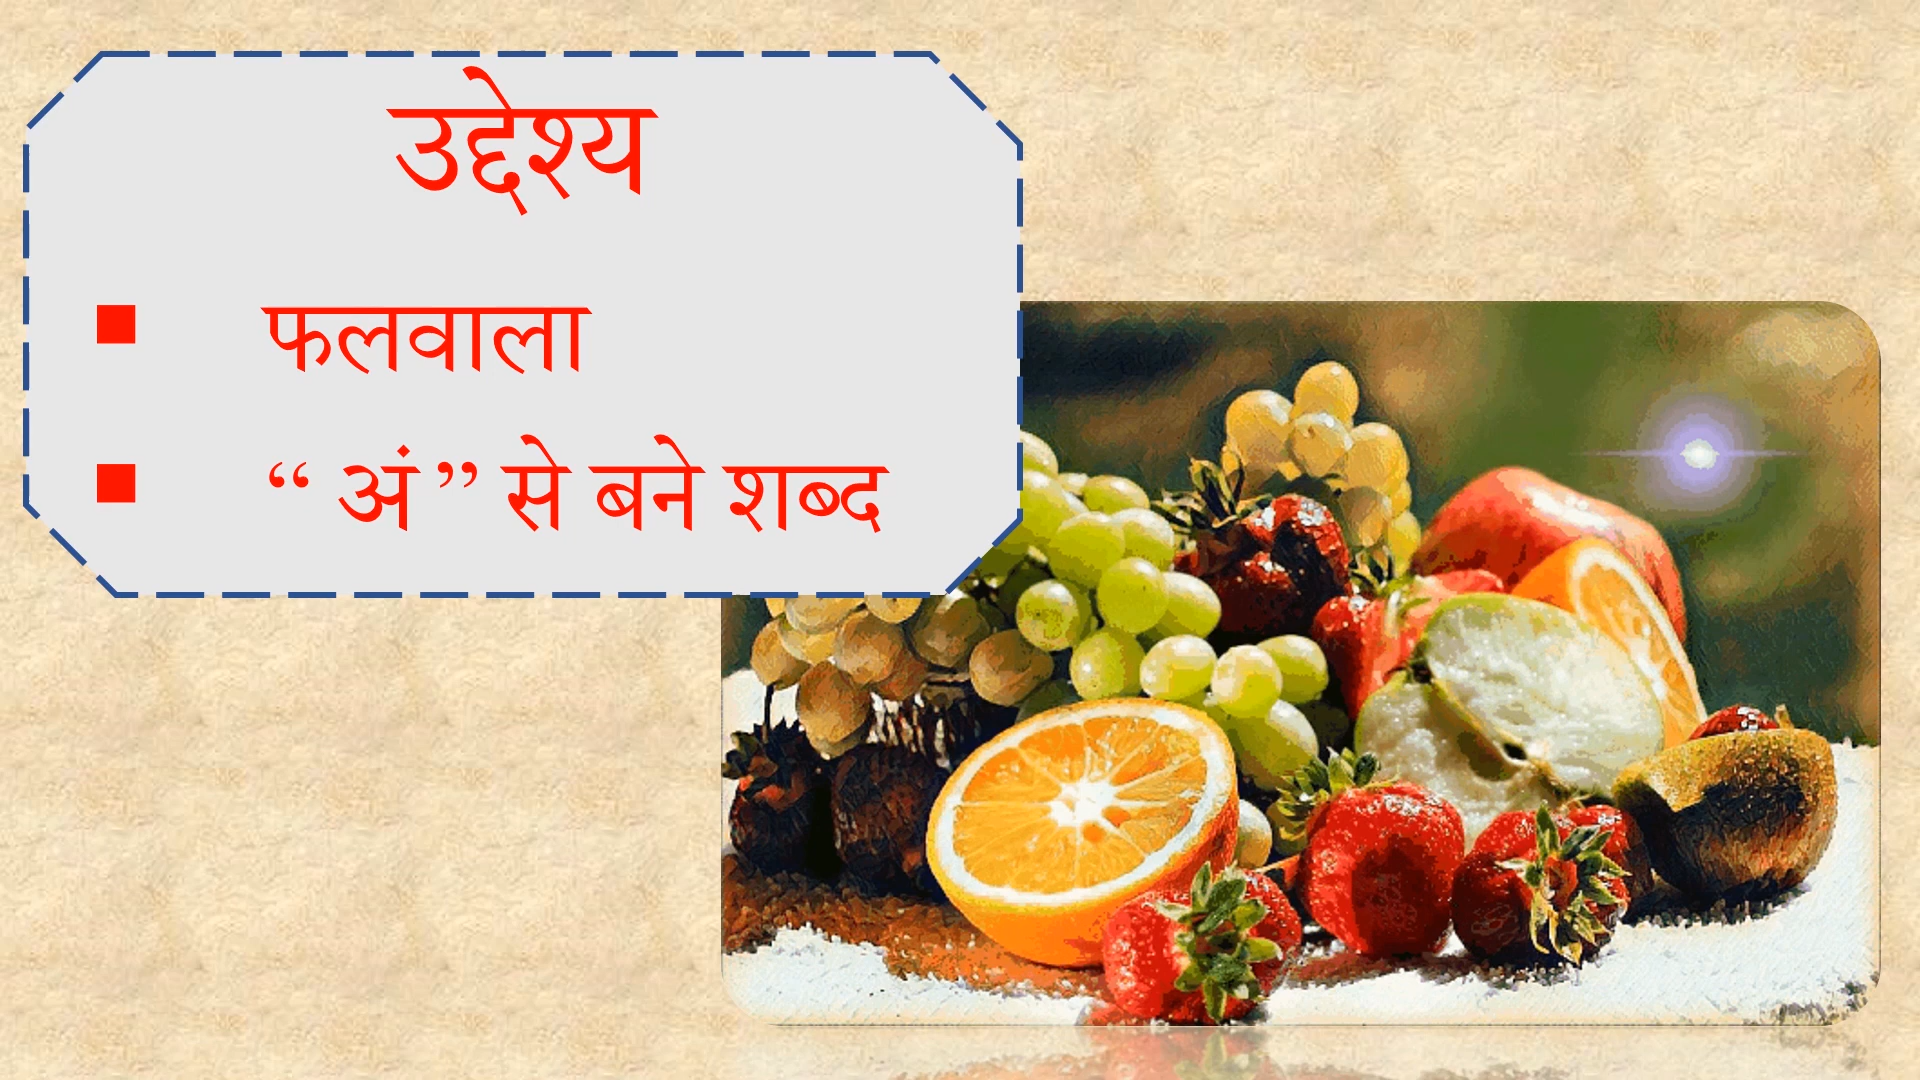 उद्देश्य
▪ फलवाला
▪ “ अं ” से बने शब्द